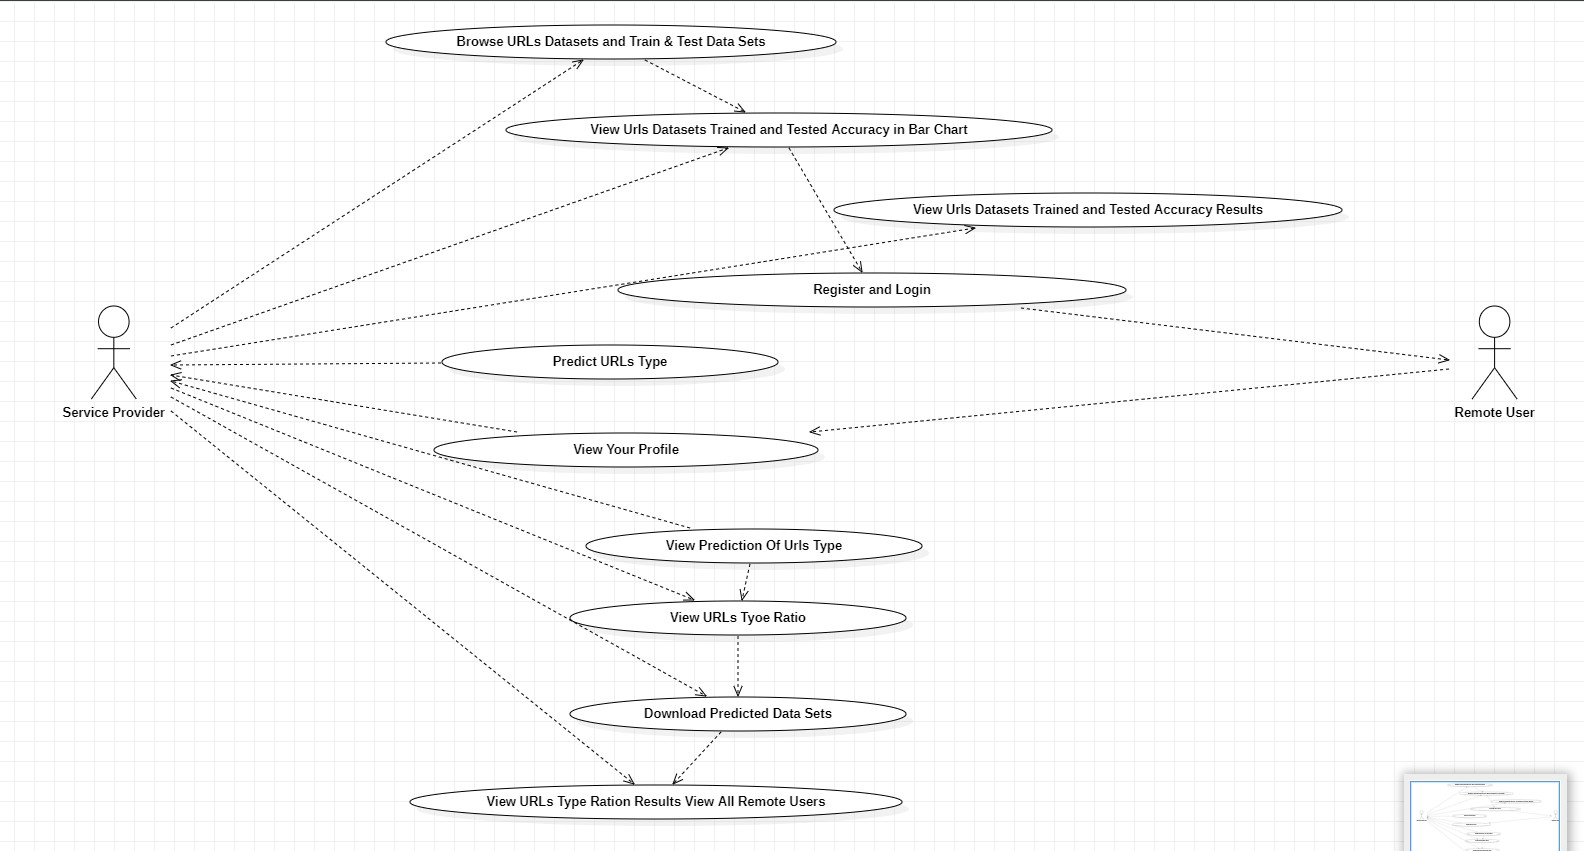 Browse URLs Datasets and Train & Test Data Sets
View Urls Datasets Trained and Tested Accuracy in Bar Chart
View Urls Datasets Trained and Tested Accuracy Results
Register and Login
Predict URLs Type
Service Provider
Remote User
View Your Profile
View Prediction Of Urls Type
View URLs Tyoe Ratio
Download Predicted Data Sets
View URLs Type Ration Results View All Remote Users